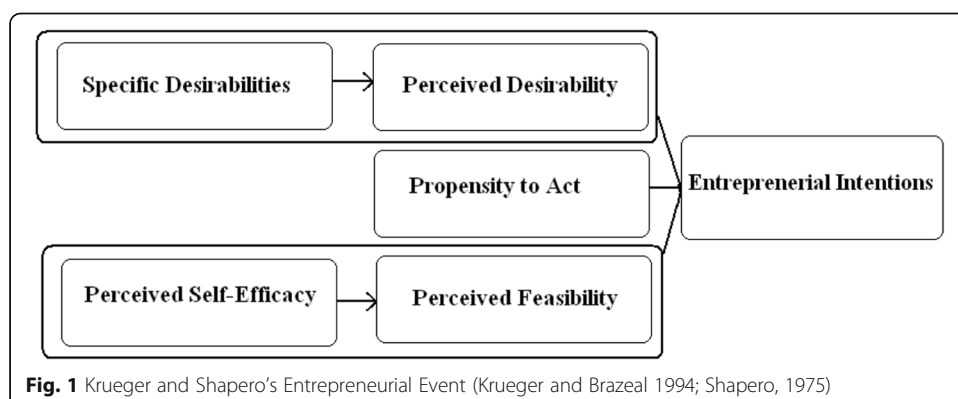 Specific Desirabilities
Perceived Desirability
Propensity to Act
Entreprenerial Intentions
Perceived Self-Efficacy
Perceived Feasibility
Fig. 1 Krueger and Shapero's Entrepreneurial Event (Krueger and Brazeal 1994; Shapero, 1975)